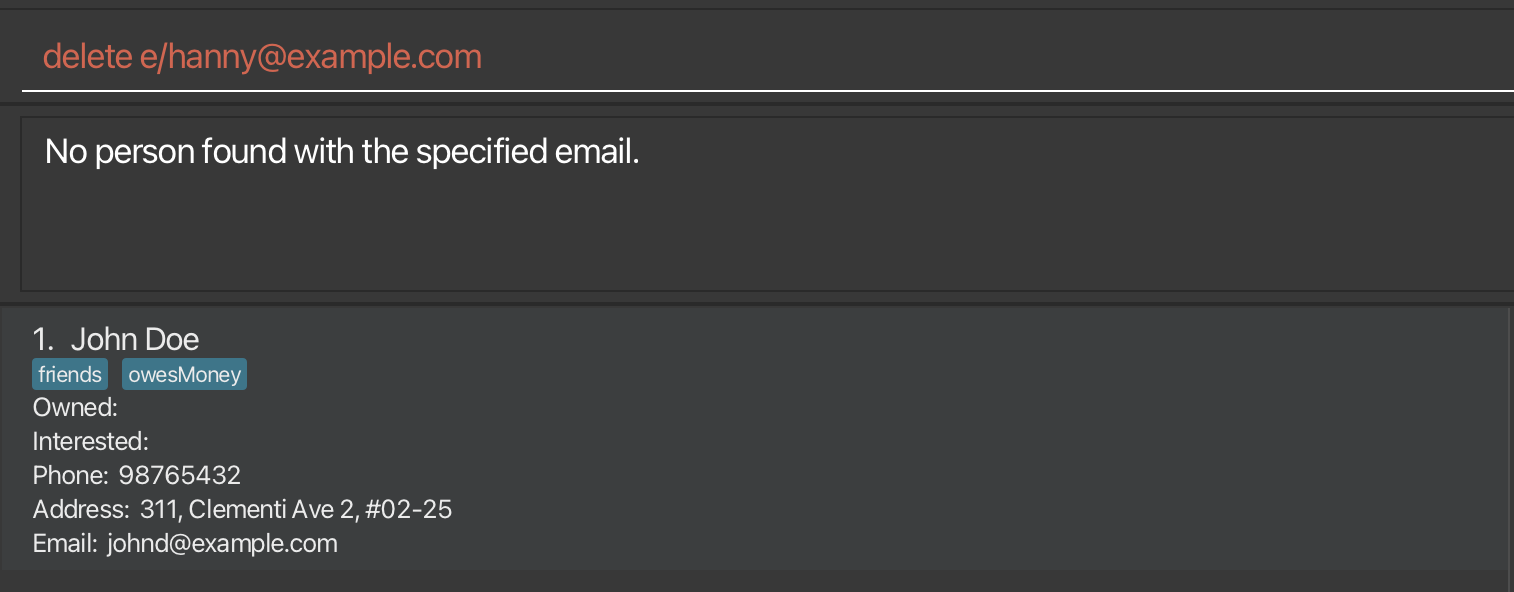 delete e/hanny@example.com
No person found with the specified email.
1. John Doe
friends owesMoney
Owned:
Interested:
Phone: 98765432
Address: 311, Clementi Ave 2, #02-25
Email: johnd@example.com